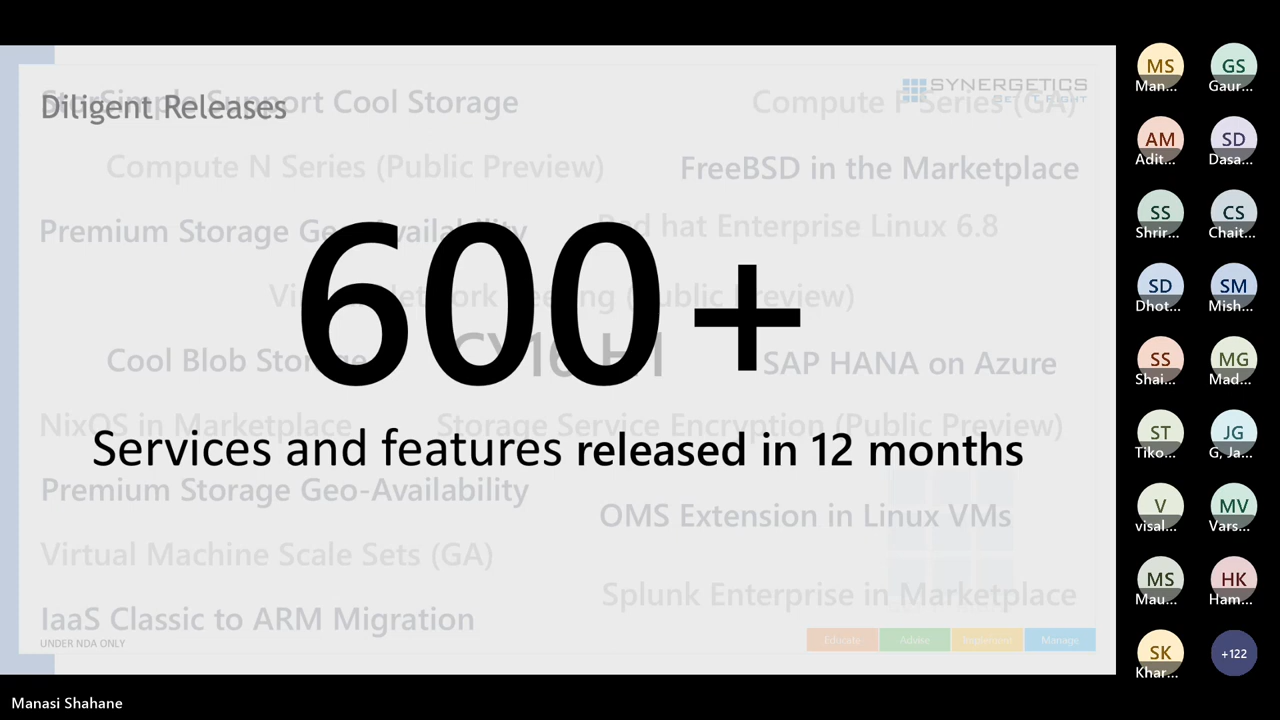 StorSimple Support Cool Storage
Diligent Releases
SYNERGETICS
GET IT RIGHT
Compute F Series (GA)
Compute N Series (Public Preview)
FreeBSD in the Marketplace
Premium Storage Geo-Availability
Red hat Enterprise Linux 6.8
600+
Virtual Network Peering (Public Preview)
CY16 H1
Cool Blob Storage
SAP HANA on Azure
NixOS in Marketplace
Storage Service Encryption (Public Preview)
Services and features released in 12 months
Premium Storage Geo-Availability
OMS Extension in Linux VMs
Virtual Machine Scale Sets (GA)
Splunk Enterprise in Marketplace
IaaS Classic to ARM Migration
UNDER NDA ONLY
Educate Advise Implement Manage
MS GS
Man... Gaur...
AM SD
Adit... Dasa...
SS CS
Shrir... Chait...
SD SM
Dhot... Mish...
SS MG
Shai... Mad...
ST JG
Tiko... G, Ja...
V MV
visal... Vars...
MS HK
Mau... Ham...
SK +122
Khar...
Manasi Shahane